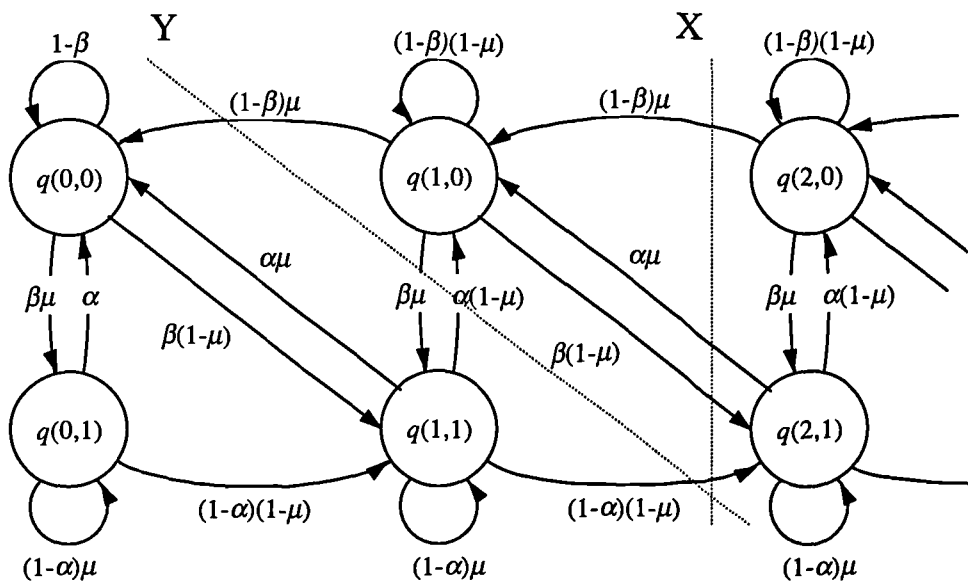 Y
X
1-β
(1-β)(1-μ)
(1-β)(1-μ)
(1-β)μ
(1-β)μ
q(0,0)
q(1,0)
q(2,0)
βμ
α
αμ
β(1-μ)
βμ
α(1-μ)
αμ
β(1-μ)
βμ
α(1-μ)
q(0,1)
q(1,1)
q(2,1)
(1-α)(1-μ)
(1-α)(1-μ)
(1-α)μ
(1-α)μ
(1-α)μ